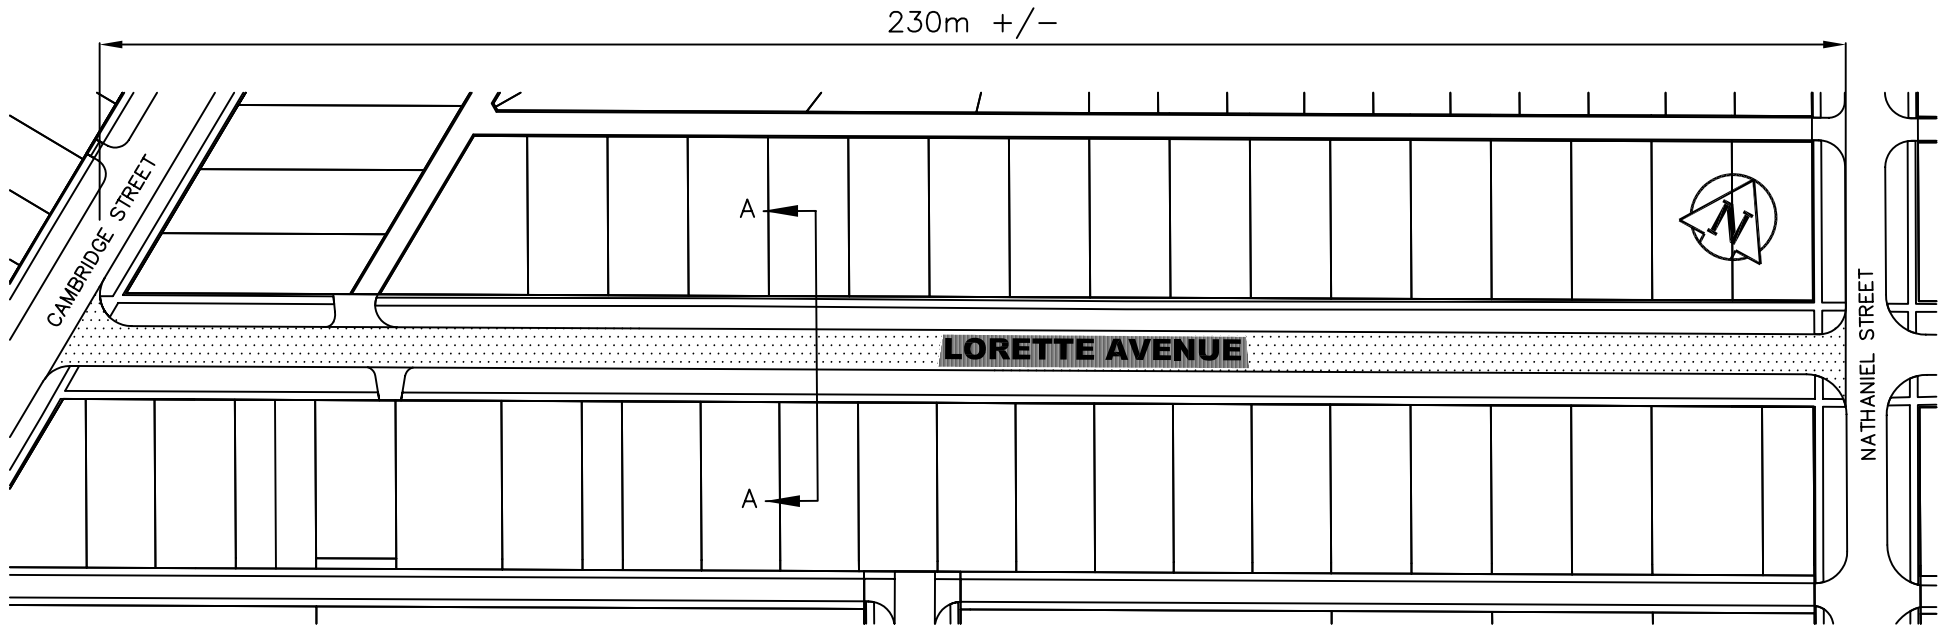 230m +/-
CAMBRIDGE STREET
A
N
LORETTE AVENUE
NATHANIEL STREET
A